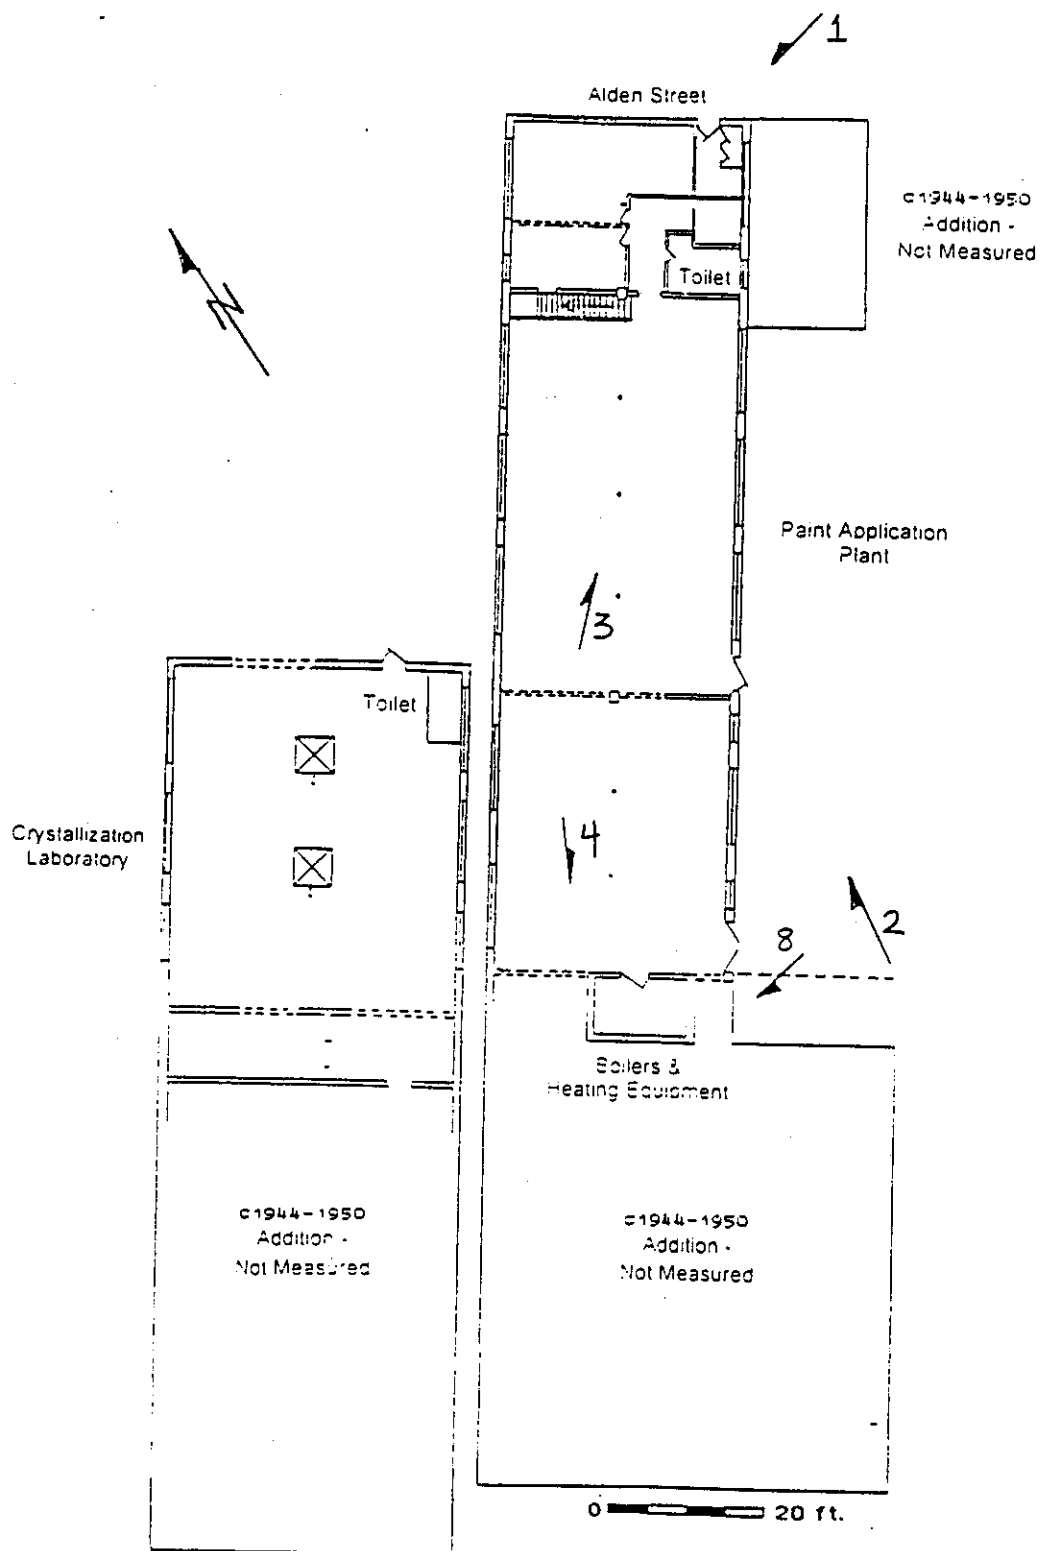 1
Alden Street
c1944-1950
Addition -
Not Measured
N
Toilet
Paint Application
Plant
3
Toilet
Crystallization
Laboratory
4
2
8
Boilers &
Heating Equipment
c1944-1950
Addition -
Not Measured
c1944-1950
Addition -
Not Measured
0 20 ft.